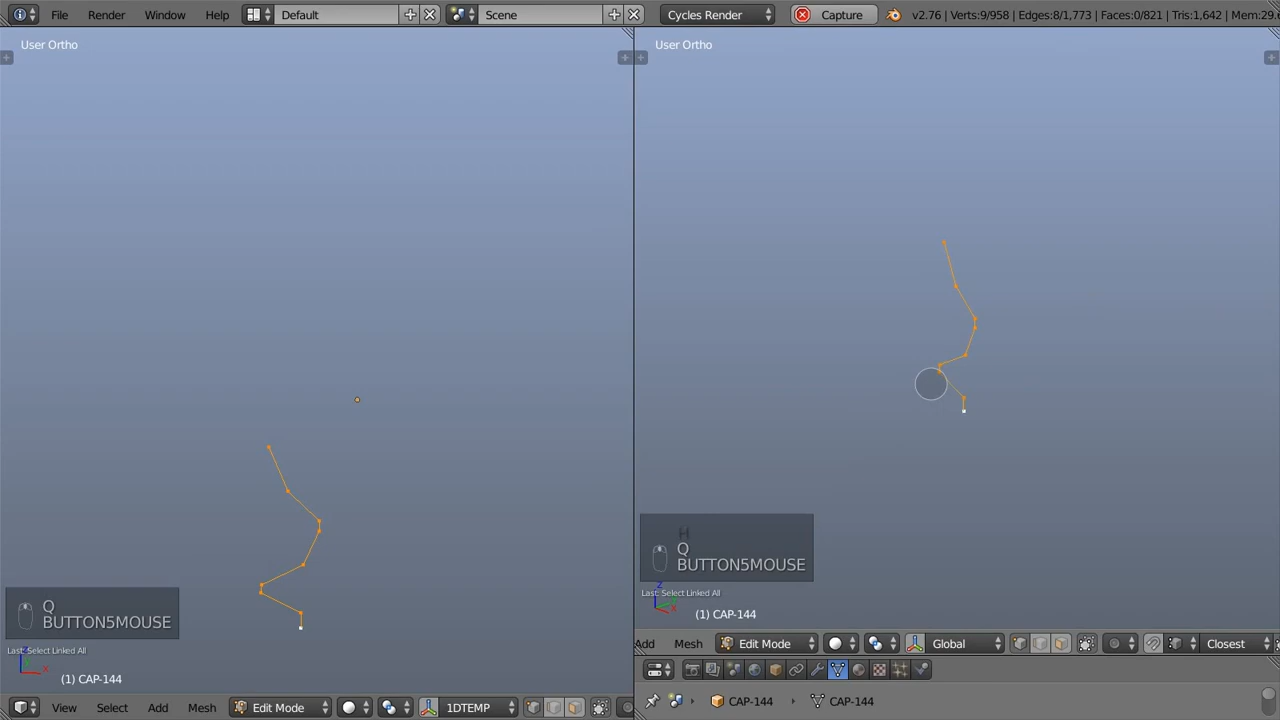 File Render Window Help Default Scene Cycles Render Capture v2.76 | Verts:9/958 | Edges:8/1,773 | Faces:0/821 | Tris:1,642 | Mem:29.
User Ortho
User Ortho
H
Q
BUTTON5MOUSE
Last: Select Linked All
Z
X
(1) CAP-144
Q
BUTTON5MOUSE
Last: Select Linked All
X
(1) CAP-144
Add Mesh Edit Mode Global Closest
CAP-144 CAP-144
View Select Add Mesh Edit Mode 1DTEMP